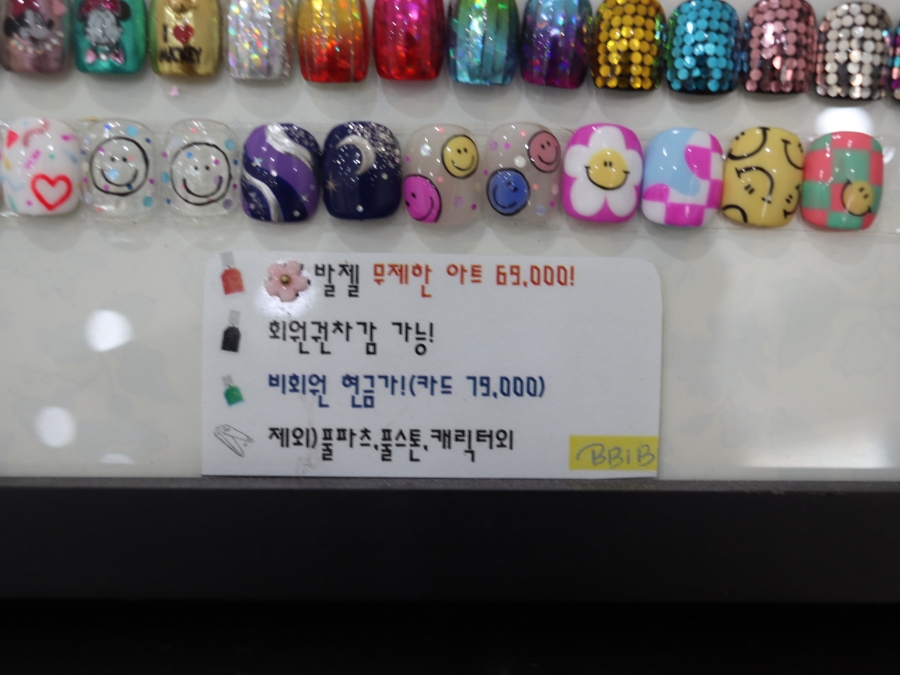 I ♥
MICKEY
발젤 무제한 아트 69,000!
회원권차감 가능!
비회원 현금가!(카드 79,000)
제외)풀파츠,풀스톤,캐릭터외
BBIB